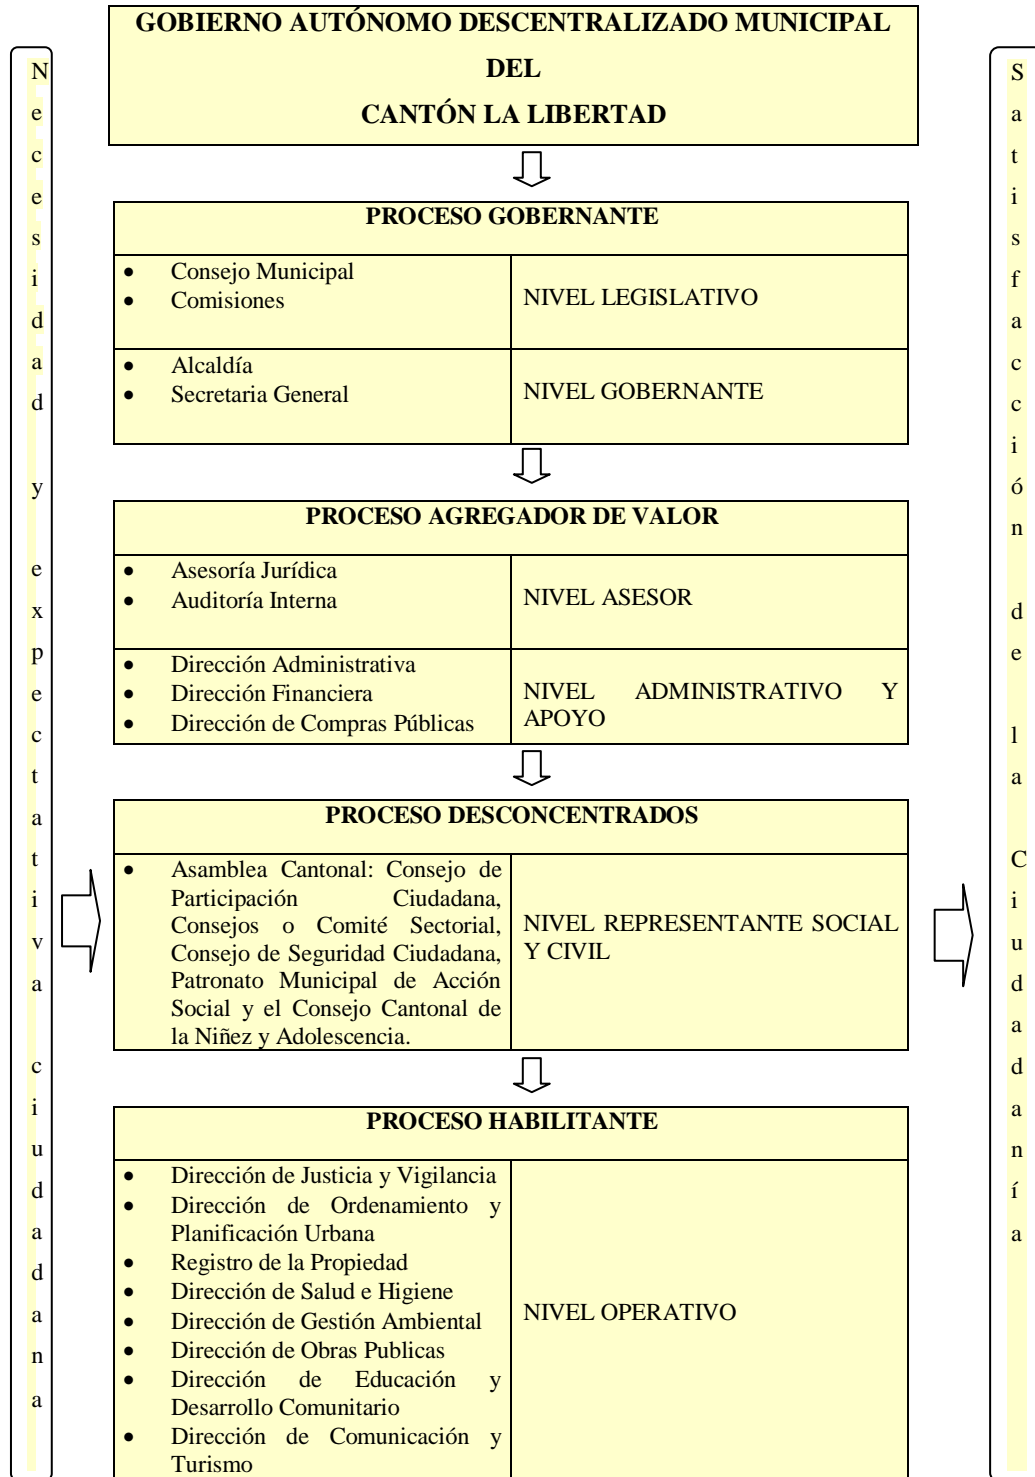 GOBIERNO AUTÓNOMO DESCENTRALIZADO MUNICIPAL
DEL
CANTÓN LA LIBERTAD
Necesidad y expectativa ciudadana
PROCESO GOBERNANTE
• Consejo Municipal
• Comisiones
NIVEL LEGISLATIVO
• Alcaldía
• Secretaria General
NIVEL GOBERNANTE
PROCESO AGREGADOR DE VALOR
• Asesoría Jurídica
• Auditoría Interna
NIVEL ASESOR
• Dirección Administrativa
• Dirección Financiera
• Dirección de Compras Públicas
NIVEL ADMINISTRATIVO Y
APOYO
PROCESO DESCONCENTRADOS
• Asamblea Cantonal: Consejo de
Participación Ciudadana,
Consejos o Comité Sectorial,
Consejo de Seguridad Ciudadana,
Patronato Municipal de Acción
Social y el Consejo Cantonal de
la Niñez y Adolescencia.
NIVEL REPRESENTANTE SOCIAL
Y CIVIL
PROCESO HABILITANTE
• Dirección de Justicia y Vigilancia
• Dirección de Ordenamiento y
Planificación Urbana
• Registro de la Propiedad
• Dirección de Salud e Higiene
• Dirección de Gestión Ambiental
• Dirección de Obras Publicas
• Dirección de Educación y
Desarrollo Comunitario
• Dirección de Comunicación y
Turismo
NIVEL OPERATIVO
Satisfacción de la Ciudadanía